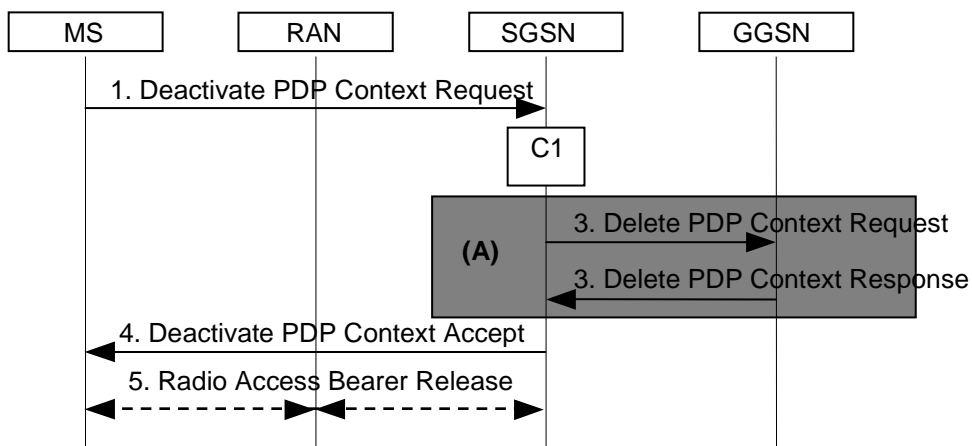 MS
RAN
SGSN
GGSN
1. Deactivate PDP Context Request
C1
3. Delete PDP Context Request
(A)
3. Delete PDP Context Response
4. Deactivate PDP Context Accept
5. Radio Access Bearer Release